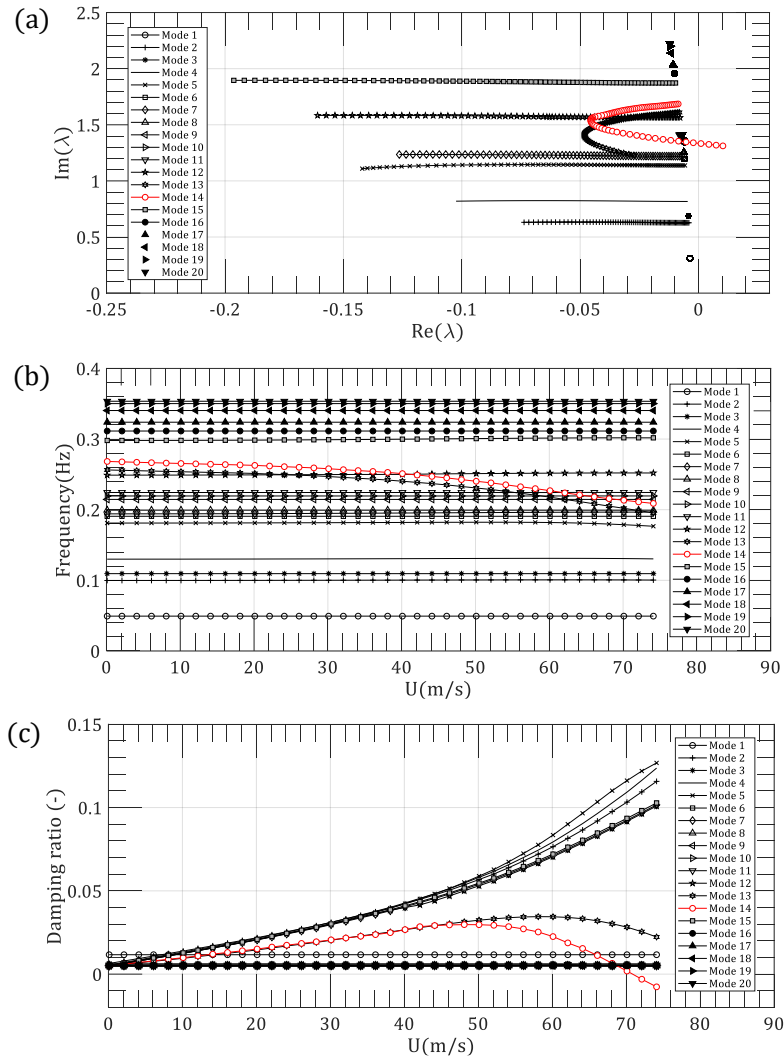 (a)
2.5
2
1.5
1
0.5
0
Im(λ)
-0.25
-0.2
-0.15
-0.1
-0.05
0
Re(λ)
Mode 1
Mode 2
Mode 3
Mode 4
Mode 5
Mode 6
Mode 7
Mode 8
Mode 9
Mode 10
Mode 11
Mode 12
Mode 13
Mode 14
Mode 15
Mode 16
Mode 17
Mode 18
Mode 19
Mode 20
(b)
0.4
0.3
0.2
0.1
0
Frequency(Hz)
0
10
20
30
40
50
60
70
80
90
U(m/s)
Mode 1
Mode 2
Mode 3
Mode 4
Mode 5
Mode 6
Mode 7
Mode 8
Mode 9
Mode 10
Mode 11
Mode 12
Mode 13
Mode 14
Mode 15
Mode 16
Mode 17
Mode 18
Mode 19
Mode 20
(c)
0.15
0.1
0.05
0
Damping ratio (-)
0
10
20
30
40
50
60
70
80
90
U(m/s)
Mode 1
Mode 2
Mode 3
Mode 4
Mode 5
Mode 6
Mode 7
Mode 8
Mode 9
Mode 10
Mode 11
Mode 12
Mode 13
Mode 14
Mode 15
Mode 16
Mode 17
Mode 18
Mode 19
Mode 20